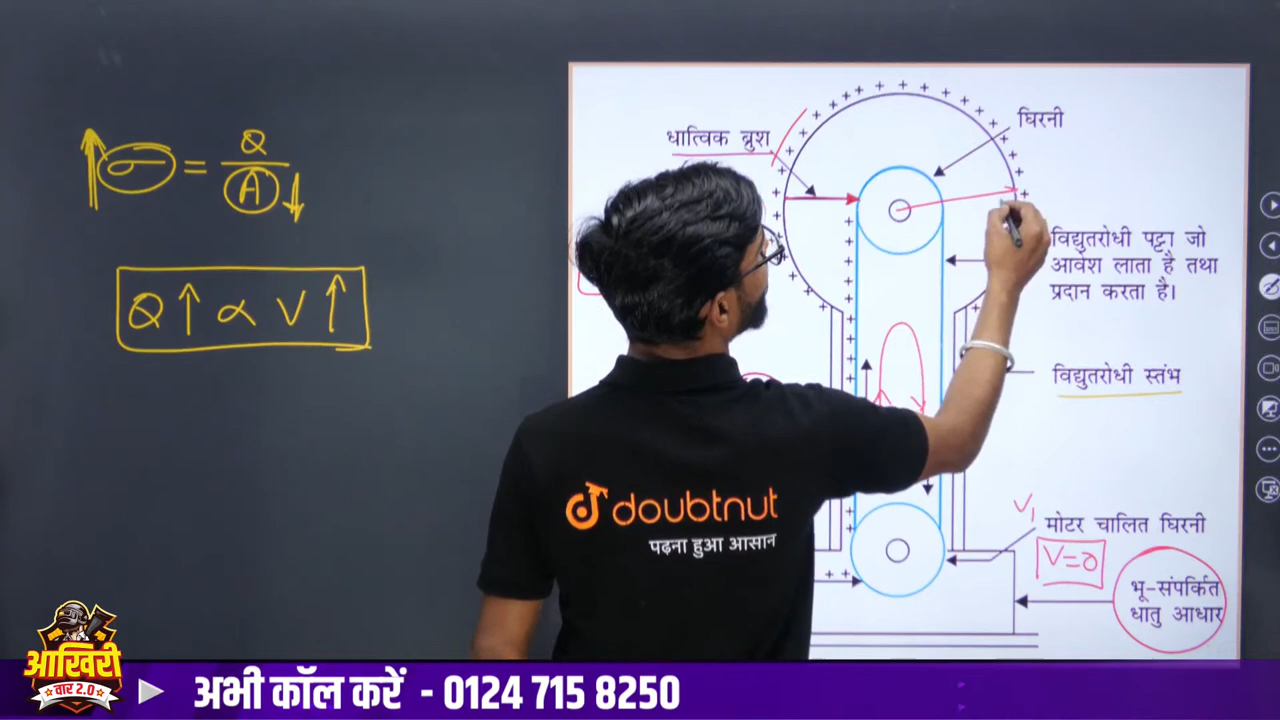 σ = Q
A
Q ↑ ∝ V ↑
धात्विक ब्रुश
घिरनी
विद्युतरोधी पट्टा जो
आवेश लाता है तथा
प्रदान करता है।
विद्युतरोधी स्तंभ
V₁
मोटर चालित घिरनी
V=0
भू-संपर्कित
धातु आधार
doubtnut
पढ़ना हुआ आसान
आखिरी
वार 2.0
अभी कॉल करें - 0124 715 8250